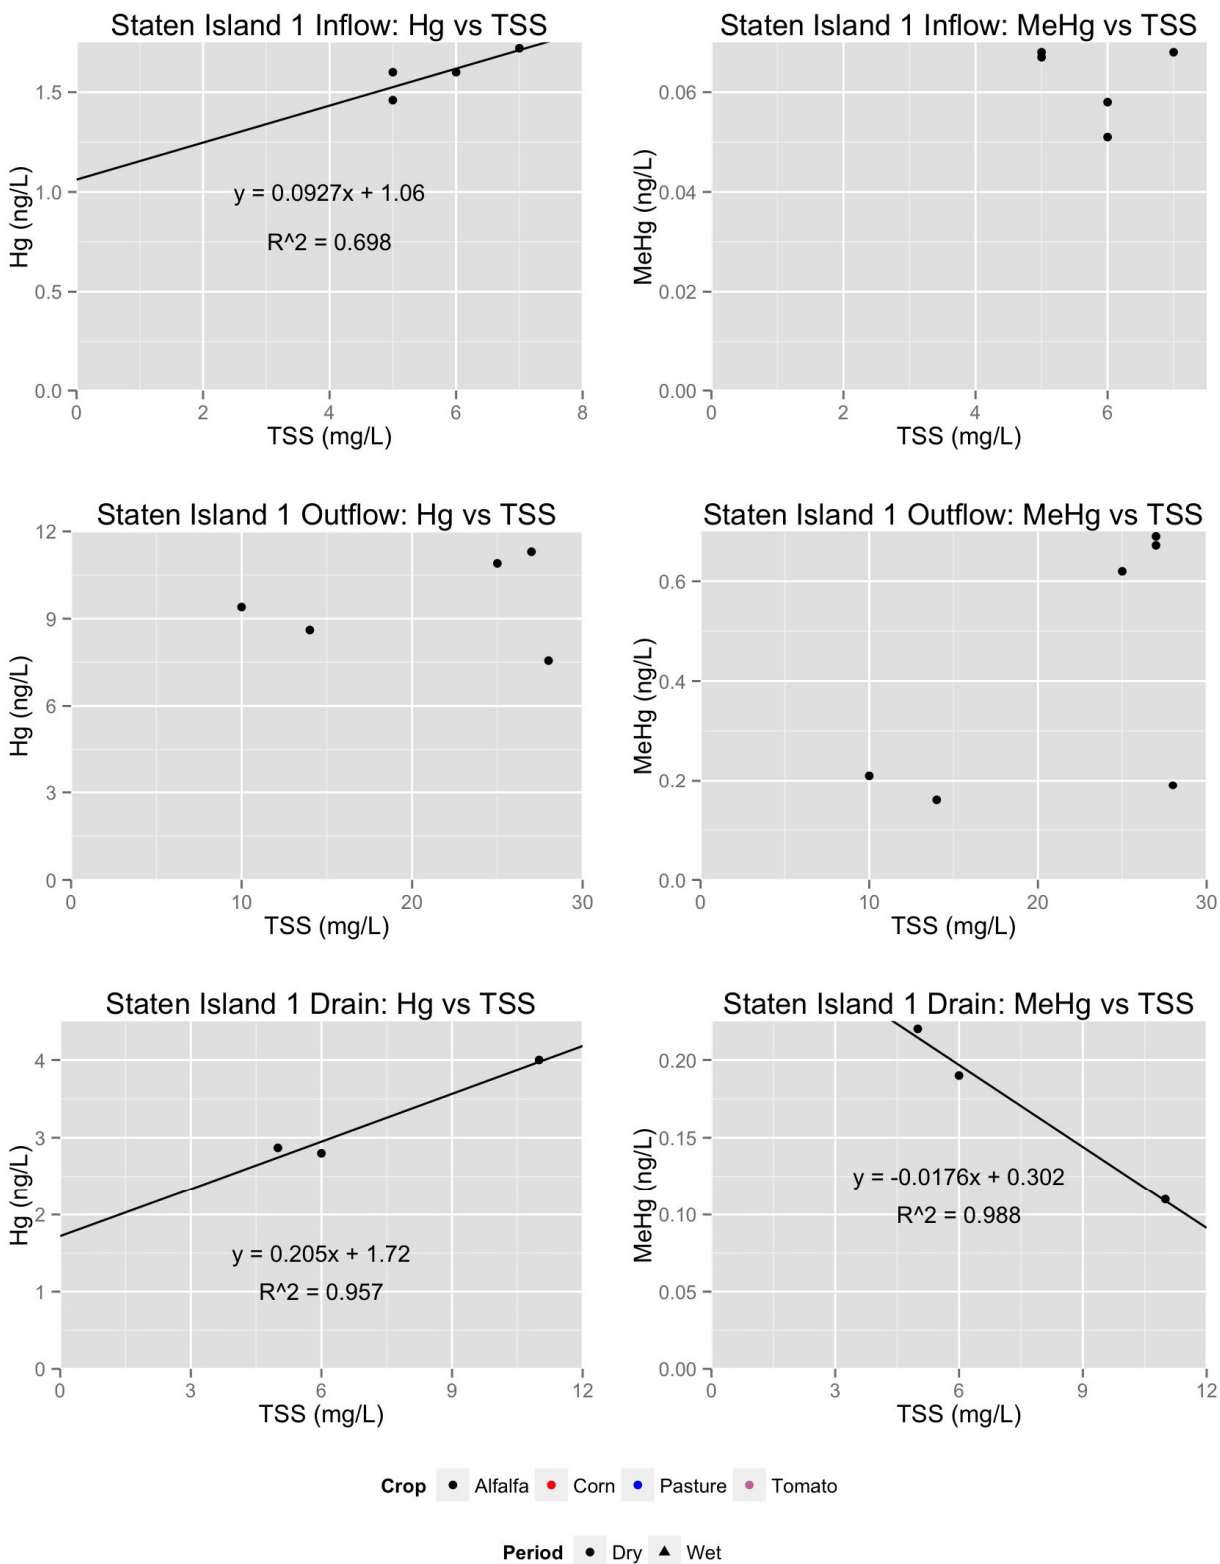 Staten Island 1 Inflow: Hg vs TSS
Hg (ng/L)
1.5
1.0
0.5
0.0
y = 0.0927x + 1.06
R^2 = 0.698
0 2 4 6 8
TSS (mg/L)
Staten Island 1 Inflow: MeHg vs TSS
MeHg (ng/L)
0.06
0.04
0.02
0.00
0 2 4 6
TSS (mg/L)
Staten Island 1 Outflow: Hg vs TSS
Hg (ng/L)
12
9
6
3
0
0 10 20 30
TSS (mg/L)
Staten Island 1 Outflow: MeHg vs TSS
MeHg (ng/L)
0.6
0.4
0.2
0.0
0 10 20 30
TSS (mg/L)
Staten Island 1 Drain: Hg vs TSS
Hg (ng/L)
4
3
2
1
0
y = 0.205x + 1.72
R^2 = 0.957
0 3 6 9 12
TSS (mg/L)
Staten Island 1 Drain: MeHg vs TSS
MeHg (ng/L)
0.20
0.15
0.10
0.05
0.00
y = -0.0176x + 0.302
R^2 = 0.988
0 3 6 9 12
TSS (mg/L)
Crop Alfalfa Corn Pasture Tomato
Period Dry Wet